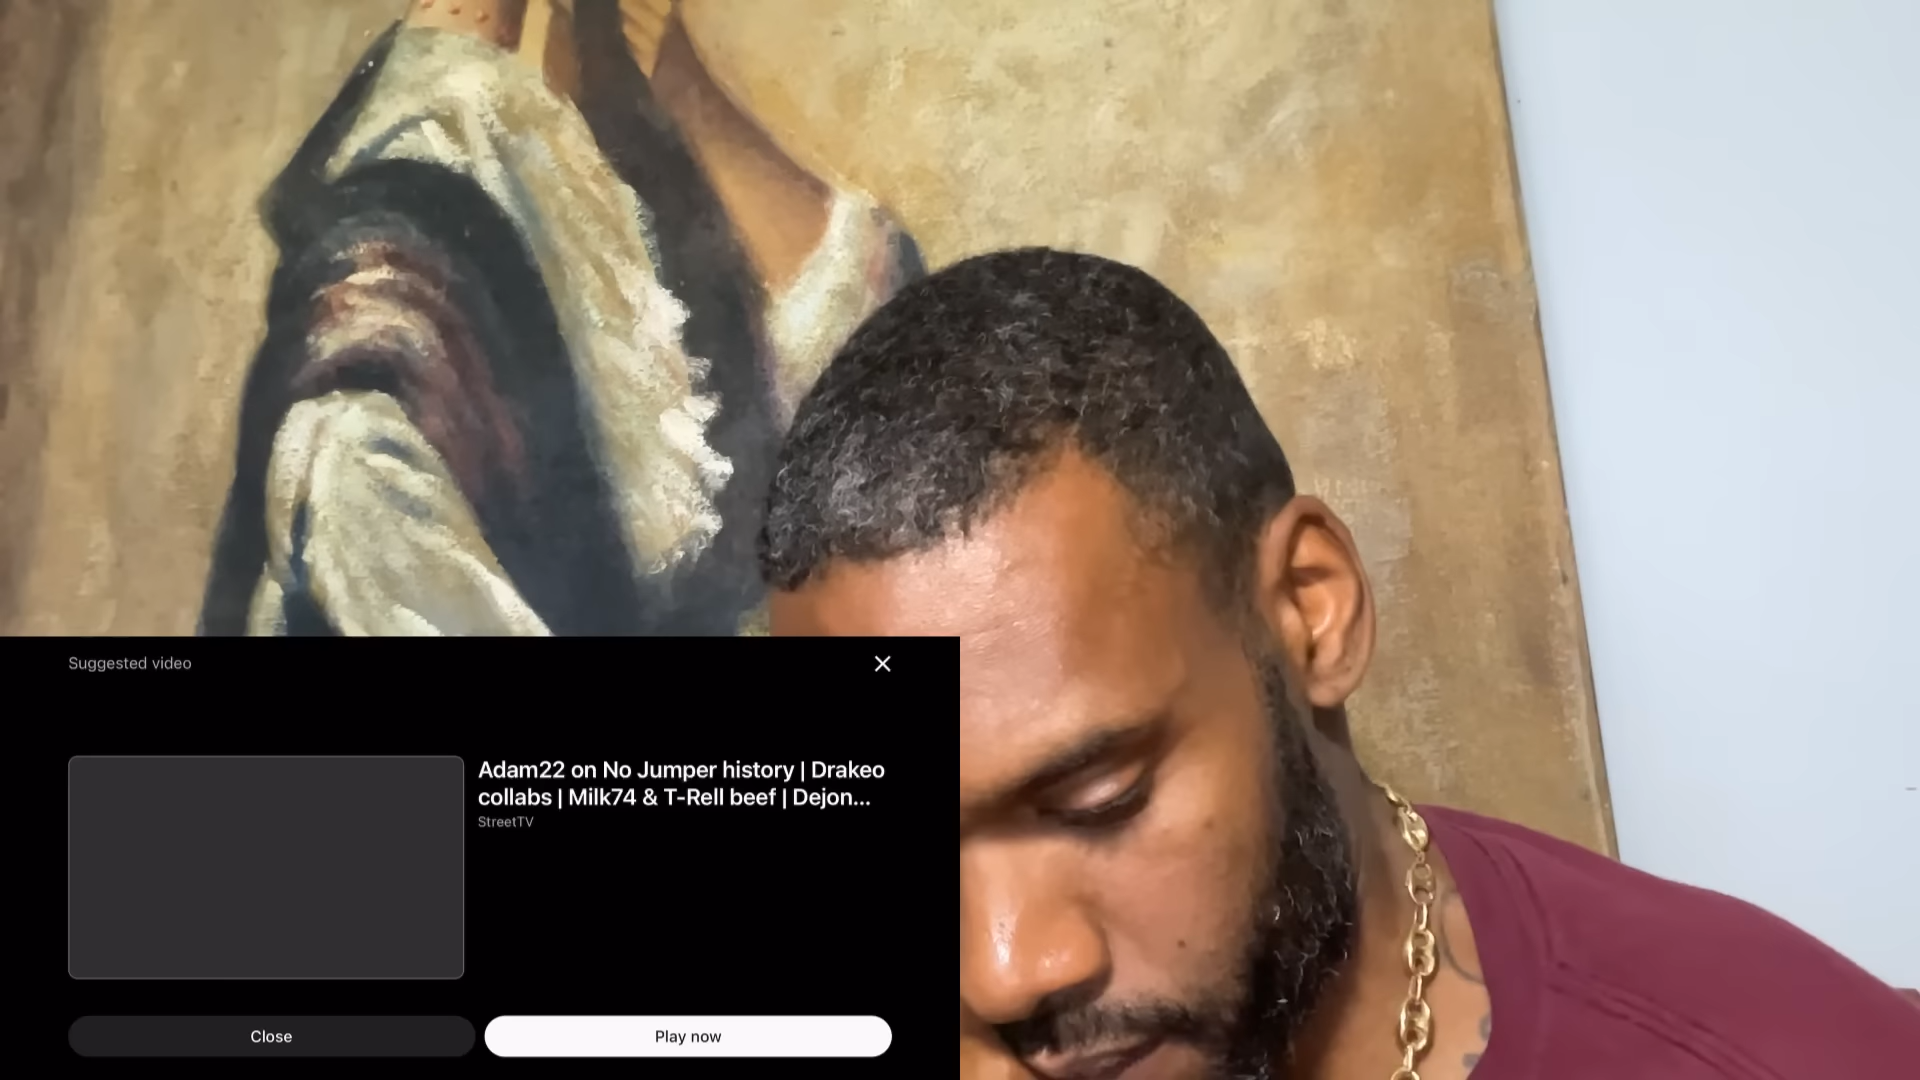 Suggested video
Adam22 on No Jumper history | Drakeo
collabs | Milk74 & T-Rell beef | Dejon...
StreetTV
Close
Play now